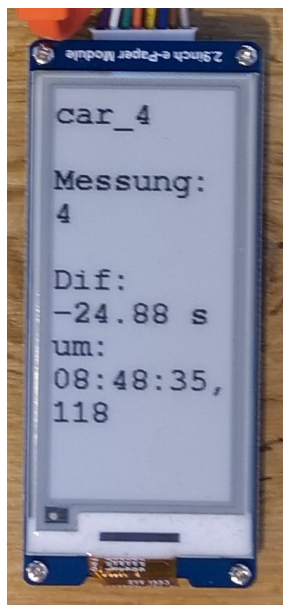 2.9inch e-Paper Module
car_4
Messung:
4
Dif:
-24.88 s
um:
08:48:35,
118